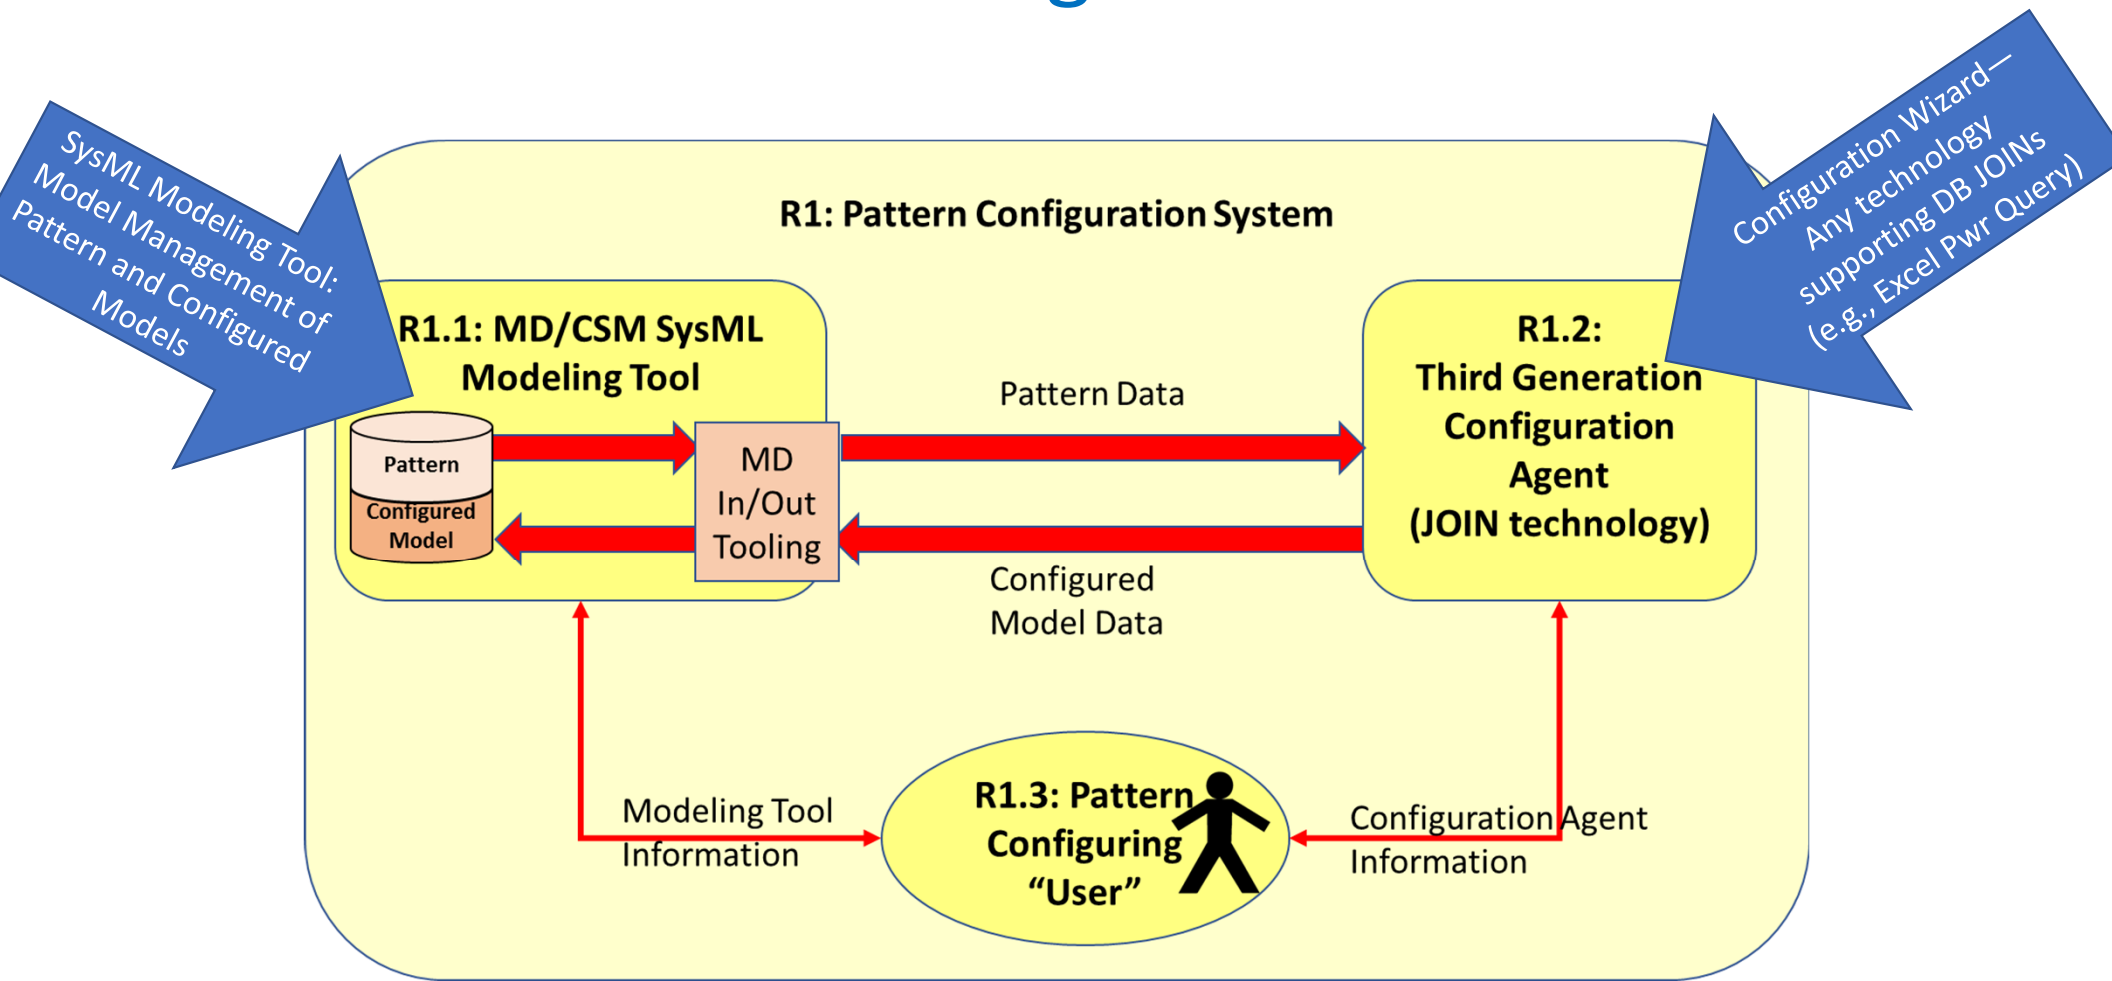 SysML Modeling Tool:
Model Management of
Pattern and Configured
Models
Configuration Wizard—
Any technology
supporting DB JOINs
(e.g., Excel Pwr Query)
R1: Pattern Configuration System
R1.1: MD/CSM SysML
Modeling Tool
Pattern
Configured
Model
MD
In/Out
Tooling
Pattern Data
Configured
Model Data
R1.2:
Third Generation
Configuration
Agent
(JOIN technology)
Modeling Tool
Information
R1.3: Pattern
Configuring
“User”
Configuration Agent
Information